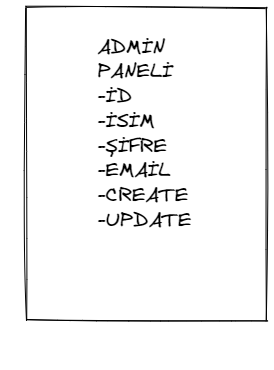 ADMİN
PANELİ
-İD
-İSİM
-ŞİFRE
-EMAİL
-CREATE
-UPDATE